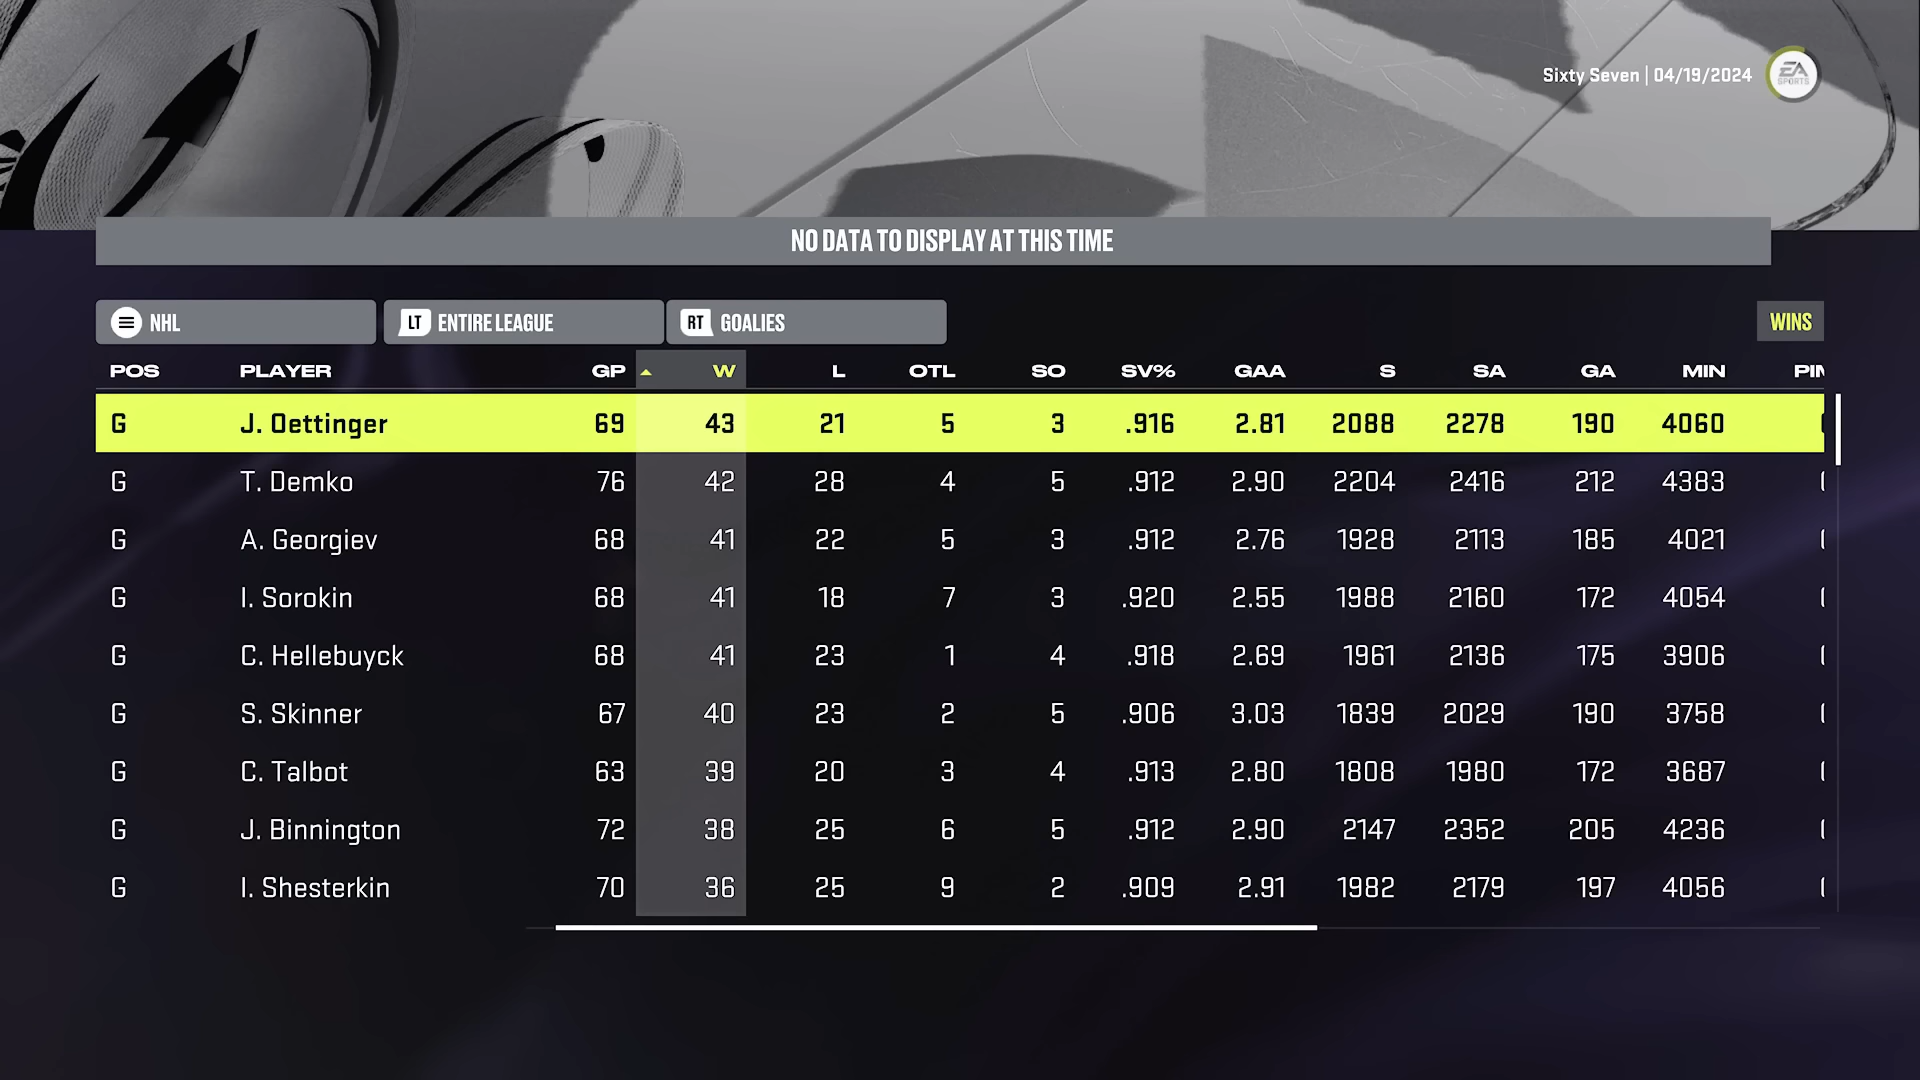 Sixty Seven | 04/19/2024
EA
SPORTS
NO DATA TO DISPLAY AT THIS TIME
NHL
LT ENTIRE LEAGUE
RT GOALIES
WINS
POS PLAYER GP W L OTL SO SV% GAA S SA GA MIN
G J. Oettinger 69 43 21 5 3 .916 2.81 2088 2278 190 4060
G T. Demko 76 42 28 4 5 .912 2.90 2204 2416 212 4383
G A. Georgiev 68 41 22 5 3 .912 2.76 1928 2113 185 4021
G I. Sorokin 68 41 18 7 3 .920 2.55 1988 2160 172 4054
G C. Hellebuyck 68 41 23 1 4 .918 2.69 1961 2136 175 3906
G S. Skinner 67 40 23 2 5 .906 3.03 1839 2029 190 3758
G C. Talbot 63 39 20 3 4 .913 2.80 1808 1980 172 3687
G J. Binnington 72 38 25 6 5 .912 2.90 2147 2352 205 4236
G I. Shesterkin 70 36 25 9 2 .909 2.91 1982 2179 197 4056